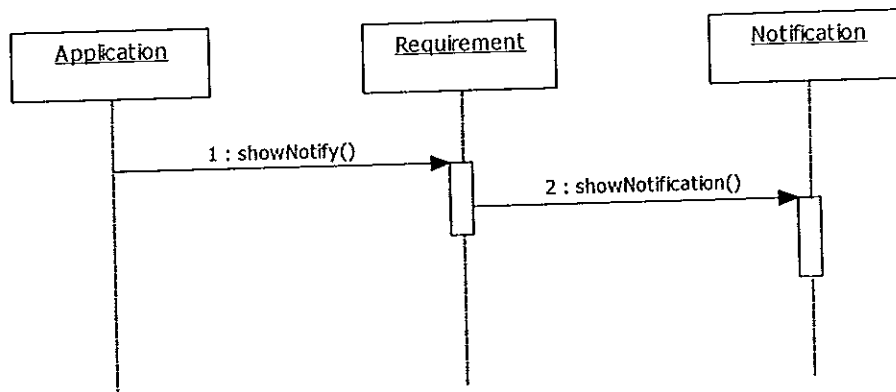 Application
Requirement
Notification
1 : showNotify()
2 : showNotification()